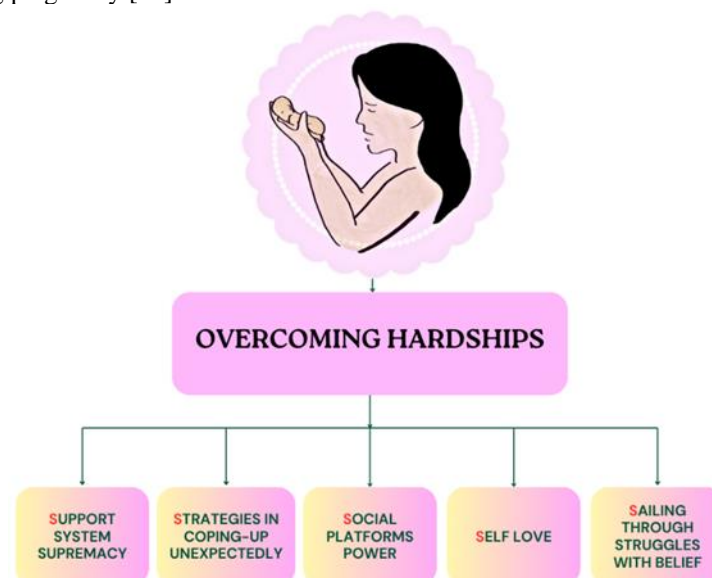 OVERCOMING HARDSHIPS
SUPPORT
SYSTEM
SUPREMACY
STRATEGIES IN
COPING-UP
UNEXPECTEDLY
SOCIAL
PLATFORMS
POWER
SELF LOVE
SAILING
THROUGH
STRUGGLES
WITH BELIEF